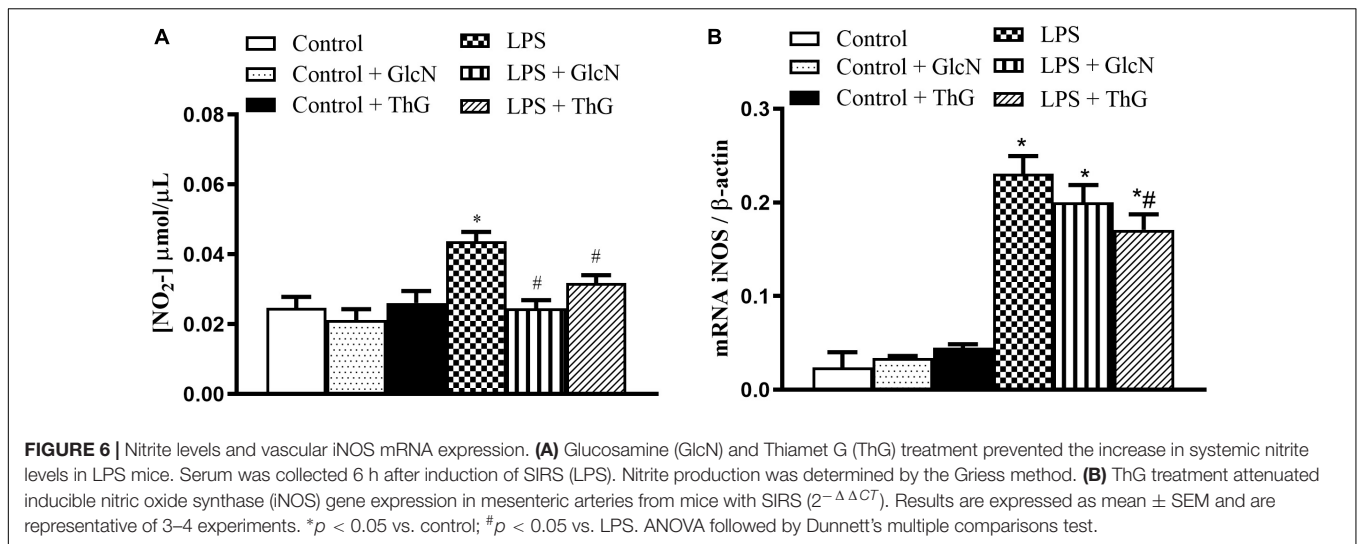 A
Control
LPS
Control + GlcN
LPS + GlcN
Control + ThG
LPS + ThG
[NO2-] µmol/µL
0.08
0.06
0.04
0.02
0.00
*
#
#
B
Control
LPS
Control + GlcN
LPS + GlcN
Control + ThG
LPS + ThG
mRNA iNOS / β-actin
0.3
0.2
0.1
0.0
*
*
*#
FIGURE 6 | Nitrite levels and vascular iNOS mRNA expression. (A) Glucosamine (GlcN) and Thiamet G (ThG) treatment prevented the increase in systemic nitrite
levels in LPS mice. Serum was collected 6 h after induction of SIRS (LPS). Nitrite production was determined by the Griess method. (B) ThG treatment attenuated
inducible nitric oxide synthase (iNOS) gene expression in mesenteric arteries from mice with SIRS (2−ΔΔCT). Results are expressed as mean ± SEM and are
representative of 3–4 experiments. *p < 0.05 vs. control; #p < 0.05 vs. LPS. ANOVA followed by Dunnett's multiple comparisons test.